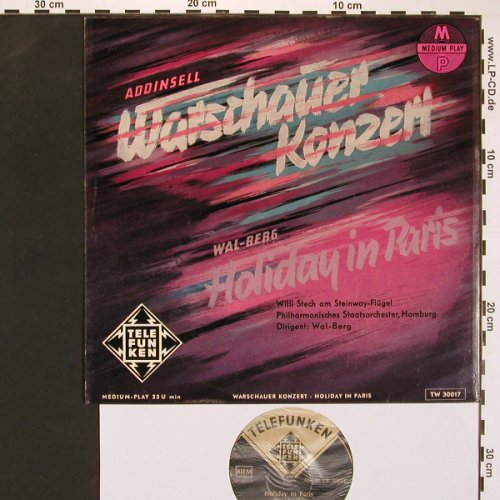 30 cm
20 cm
10 cm
www.LP-CD.de
M
MEDIUM PLAY
P
ADDINSELL
Warschauer
Konzert
10 cm
WAL-BERG
Holiday in Paris
Willi Stech am Steinway-Flügel
Philharmonisches Staatsorchester, Hamburg
Dirigent: Wal-Berg
20 cm
TELE
FUN
KEN
MEDIUM-PLAY 33 U min
WARSCHAUER KONZERT - HOLIDAY IN PARIS
TW 30017
TELEFUNKEN
BIEM
Holiday in Paris
30 cm